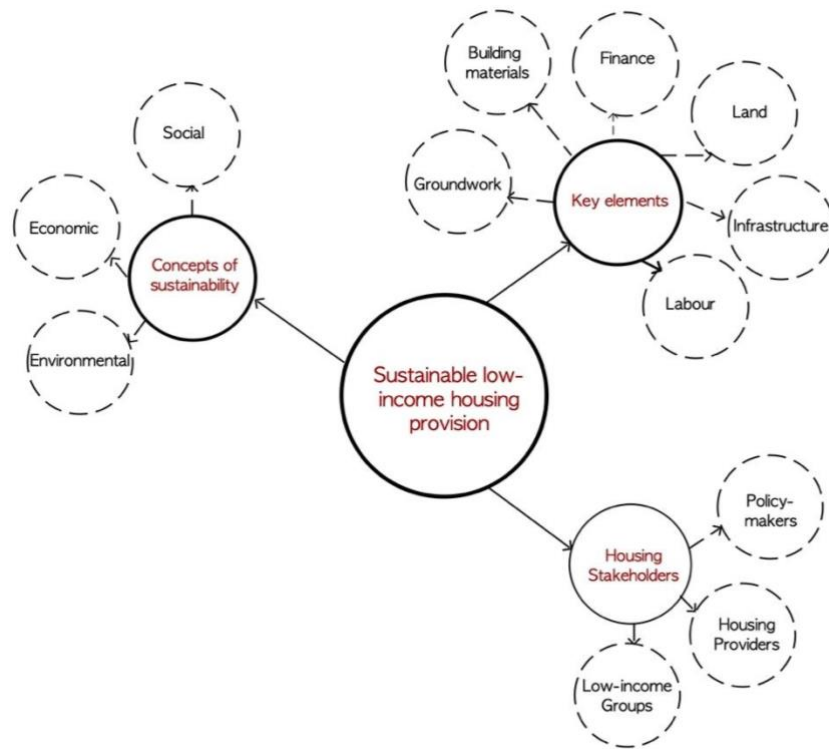 Building
materials
Finance
Land
Social
Groundwork
Key elements
Infrastructure
Economic
Concepts of
sustainability
Labour
Environmental
Sustainable low-
income housing
provision
Policy-
makers
Housing
Stakeholders
Housing
Providers
Low-income
Groups